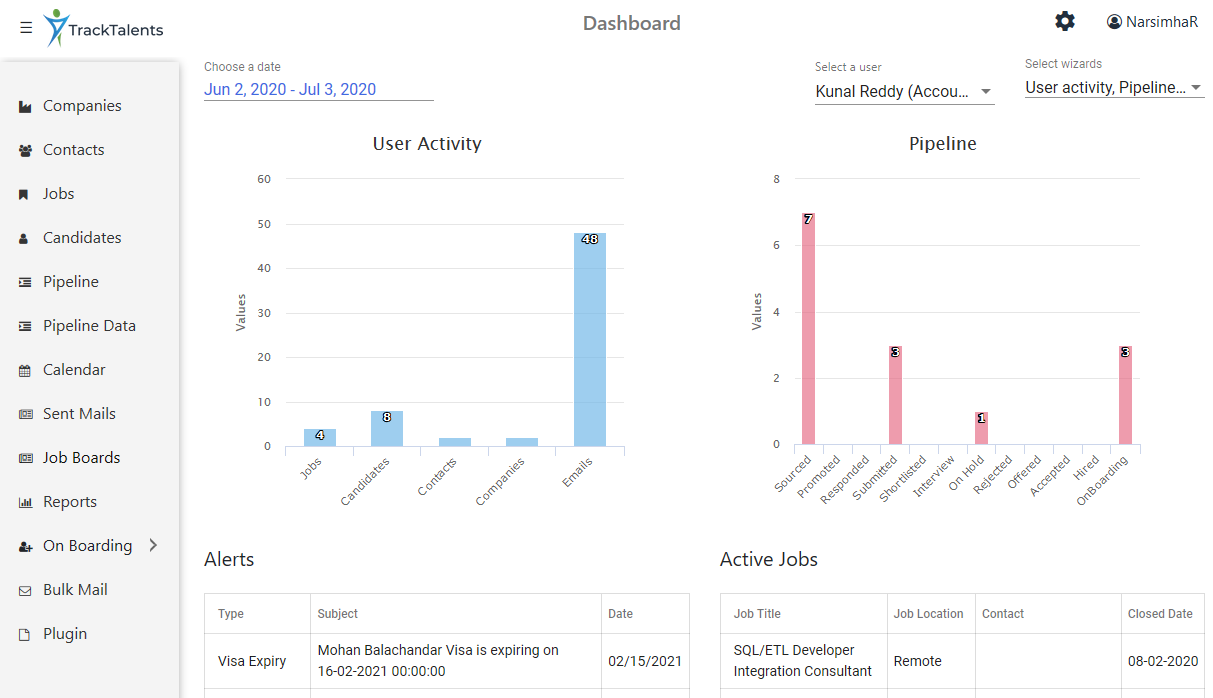 TrackTalents
Dashboard
NarsimhaR
Companies
Contacts
Jobs
Candidates
Pipeline
Pipeline Data
Calendar
Sent Mails
Job Boards
Reports
On Boarding
Bulk Mail
Plugin
Choose a date
Jun 2, 2020 - Jul 3, 2020
Select a user
Kunal Reddy (Accou...
Select wizards
User activity, Pipeline...
User Activity
Values
60
50
40
30
20
10
0
4
8
48
Jobs
Candidates
Contacts
Companies
Emails
Pipeline
Values
8
6
4
2
0
7
3
1
3
Sourced
Promoted
Responded
Submitted
Shortlisted
Interview
On Hold
Rejected
Offered
Accepted
Hired
OnBoarding
Alerts
Type Subject Date
Visa Expiry
Mohan Balachandar Visa is expiring on
16-02-2021 00:00:00
02/15/2021
Active Jobs
Job Title Job Location Contact Closed Date
SQL/ETL Developer
Integration Consultant
Remote
08-02-2020